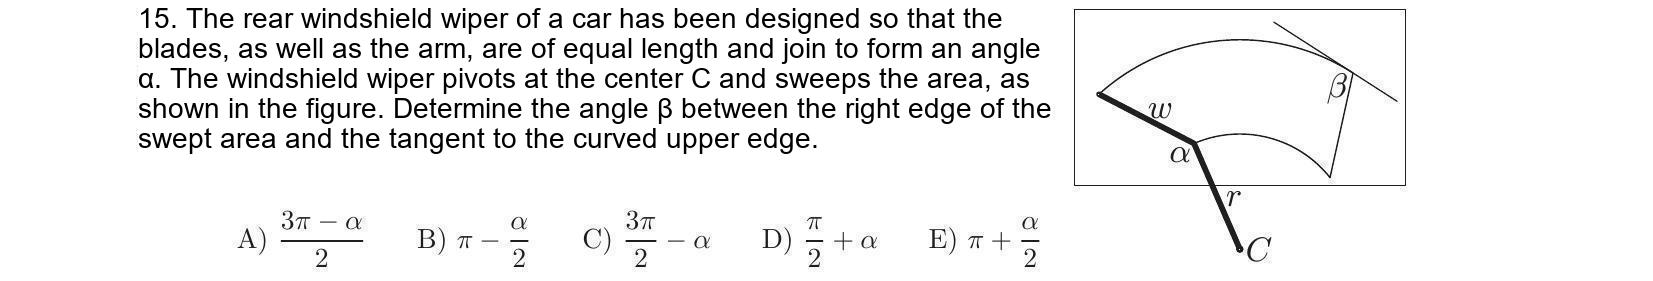 15. The rear windshield wiper of a car has been designed so that the
blades, as well as the arm, are of equal length and join to form an angle
α. The windshield wiper pivots at the center C and sweeps the area, as
shown in the figure. Determine the angle β between the right edge of the
swept area and the tangent to the curved upper edge.
A) (3π − α)/2 B) π − α/2 C) 3π/2 − α D) π/2 + α E) π + α/2
β
w
α
r
C